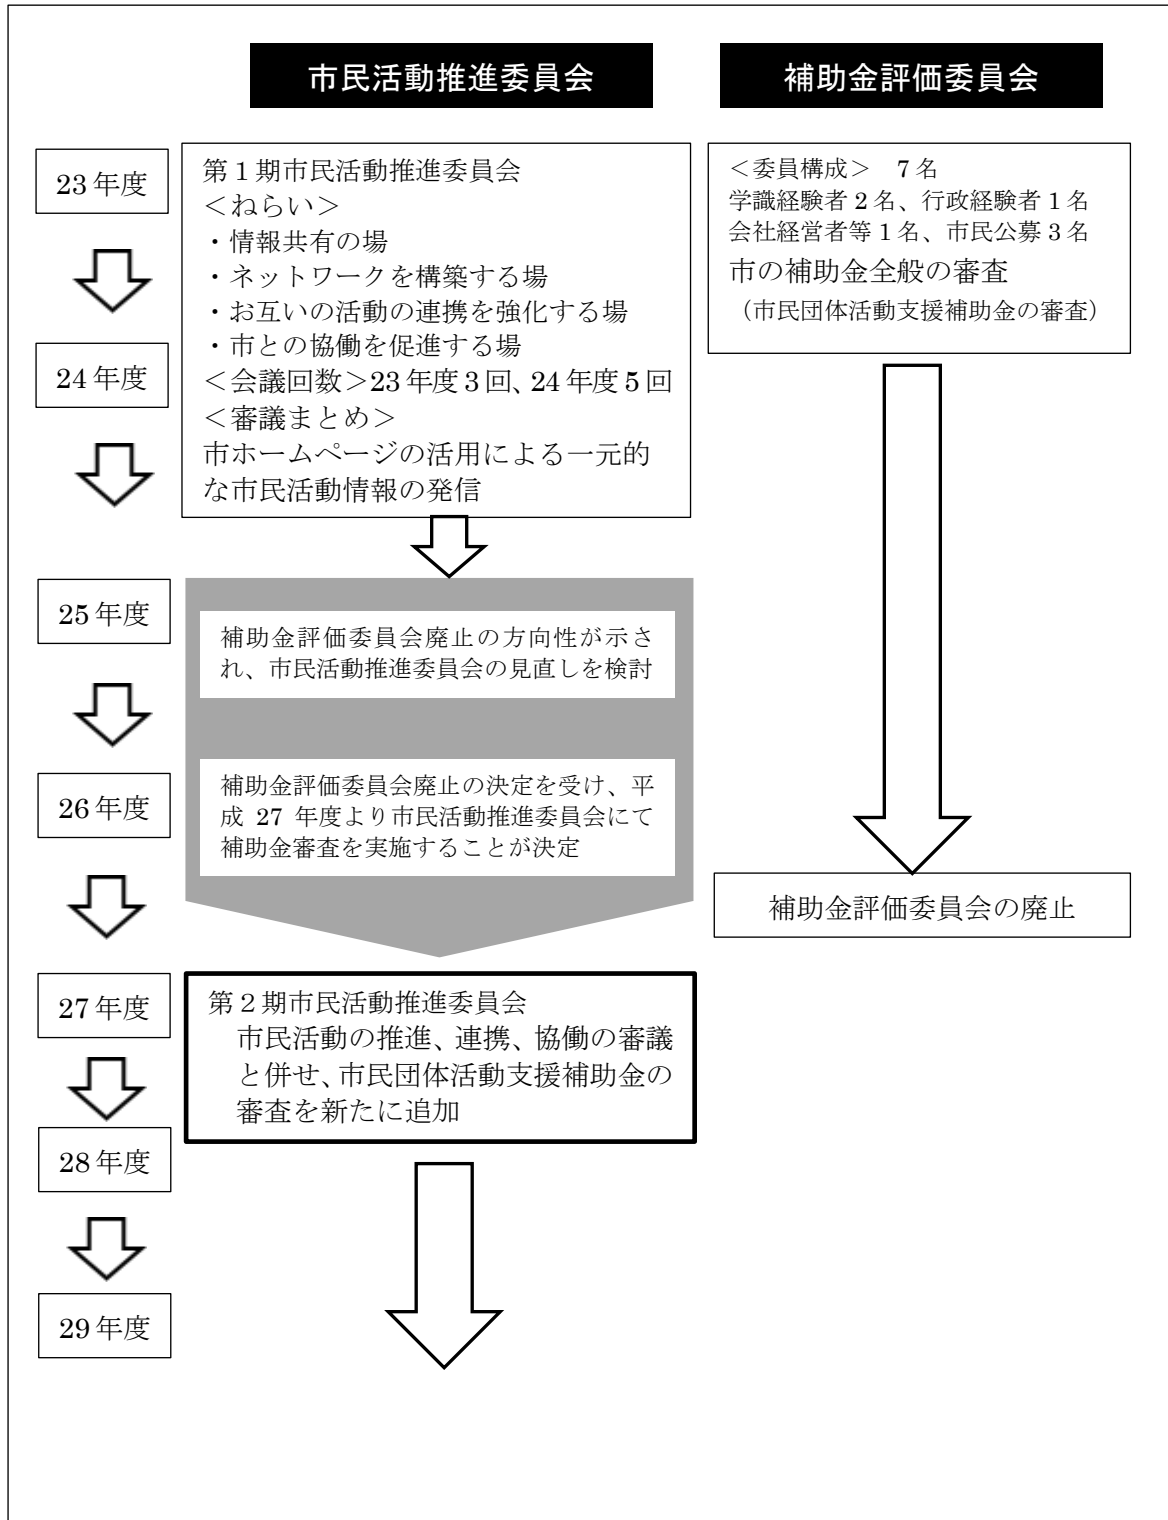 市民活動推進委員会
補助金評価委員会
23年度
24年度
25年度
26年度
27年度
28年度
29年度
第１期市民活動推進委員会
＜ねらい＞
・情報共有の場
・ネットワークを構築する場
・お互いの活動の連携を強化する場
・市との協働を促進する場
＜会議回数＞23年度３回、24年度５回
＜審議まとめ＞
市ホームページの活用による一元的
な市民活動情報の発信
補助金評価委員会廃止の方向性が示さ
れ、市民活動推進委員会の見直しを検討
補助金評価委員会廃止の決定を受け、平
成 27 年度より市民活動推進委員会にて
補助金審査を実施することが決定
第２期市民活動推進委員会
市民活動の推進、連携、協働の審議
と併せ、市民団体活動支援補助金の
審査を新たに追加
＜委員構成＞　7名
学識経験者２名、行政経験者１名
会社経営者等１名、市民公募３名
市の補助金全般の審査
（市民団体活動支援補助金の審査）
補助金評価委員会の廃止